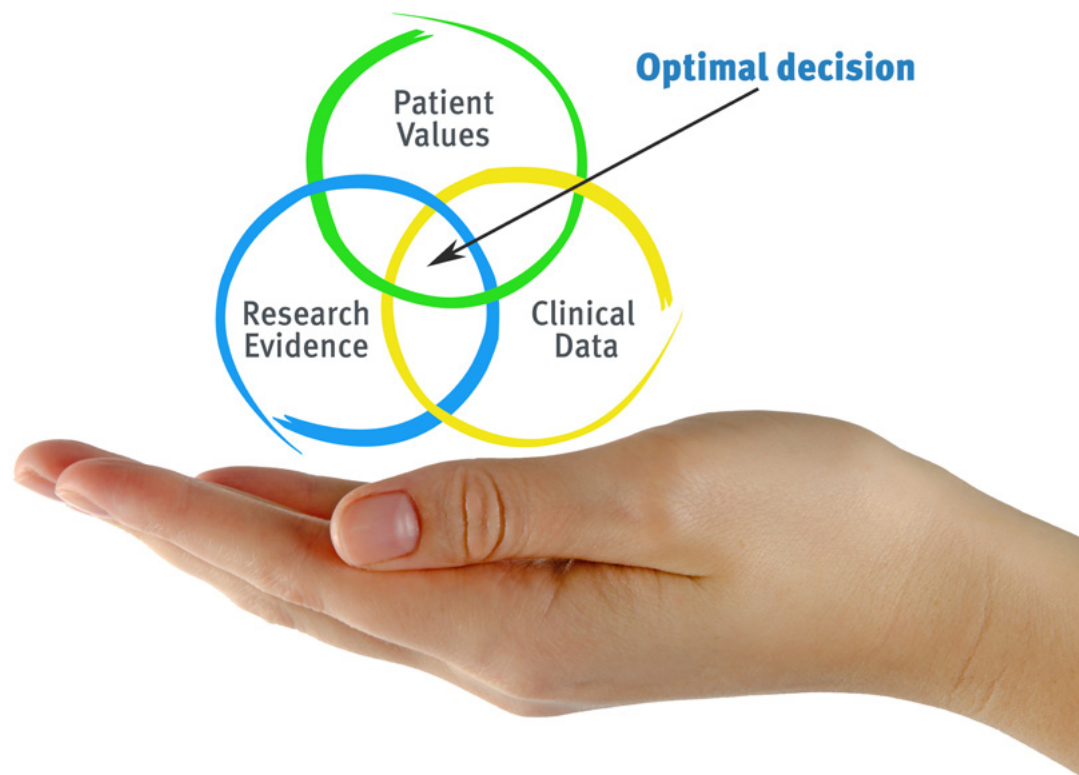 Optimal decision
Patient
Values
Research
Evidence
Clinical
Data